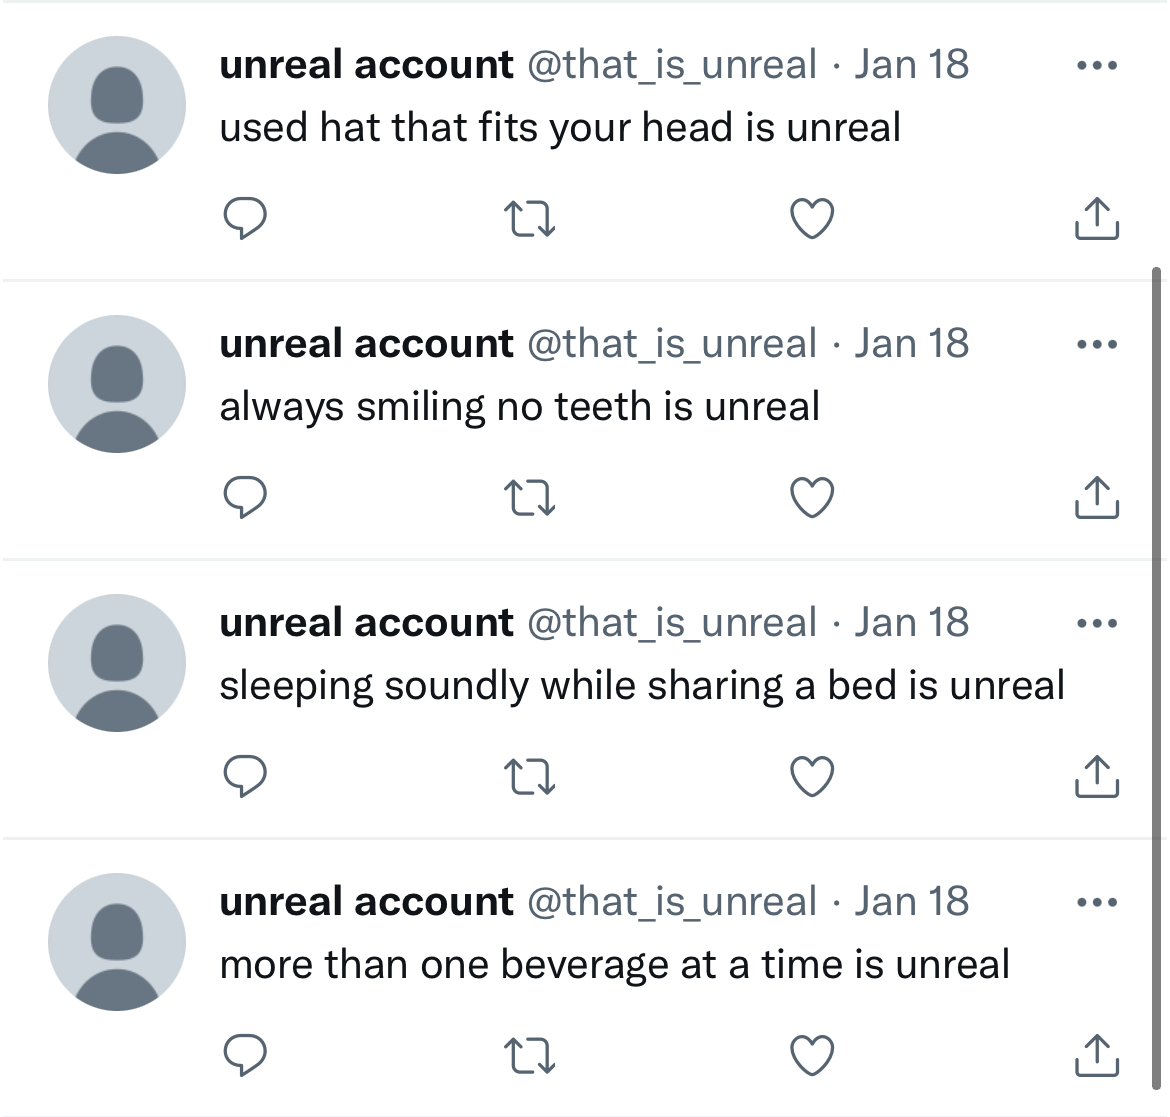 unreal account @that_is_unreal · Jan 18
used hat that fits your head is unreal
unreal account @that_is_unreal · Jan 18
always smiling no teeth is unreal
unreal account @that_is_unreal · Jan 18
sleeping soundly while sharing a bed is unreal
unreal account @that_is_unreal · Jan 18
more than one beverage at a time is unreal